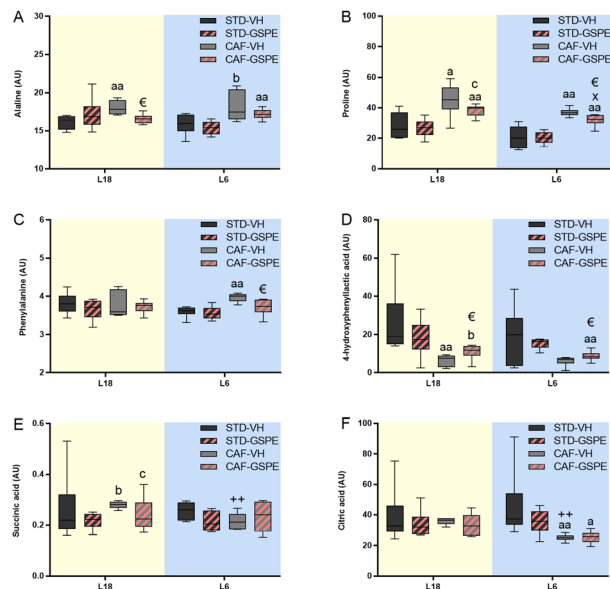 A
Alaline (AU)
25
20
15
10
STD-VH
STD-GSPE
CAF-VH
CAF-GSPE
aa
€
b
aa
L18
L6
B
Proline (AU)
100
80
60
40
20
0
STD-VH
STD-GSPE
CAF-VH
CAF-GSPE
a
c
aa
aa
€
x
aa
L18
L6
C
Phenylalanine (AU)
6
5
4
3
2
STD-VH
STD-GSPE
CAF-VH
CAF-GSPE
aa
€
L18
L6
D
4-hydroxyphenyllactic acid (AU)
80
60
40
20
0
STD-VH
STD-GSPE
CAF-VH
CAF-GSPE
aa
€
b
€
aa
L18
L6
E
Succinic acid (AU)
0.6
0.4
0.2
0.0
STD-VH
STD-GSPE
CAF-VH
CAF-GSPE
b
c
++
L18
L6
F
Citric acid (AU)
100
80
60
40
20
0
STD-VH
STD-GSPE
CAF-VH
CAF-GSPE
++
aa
a
L18
L6